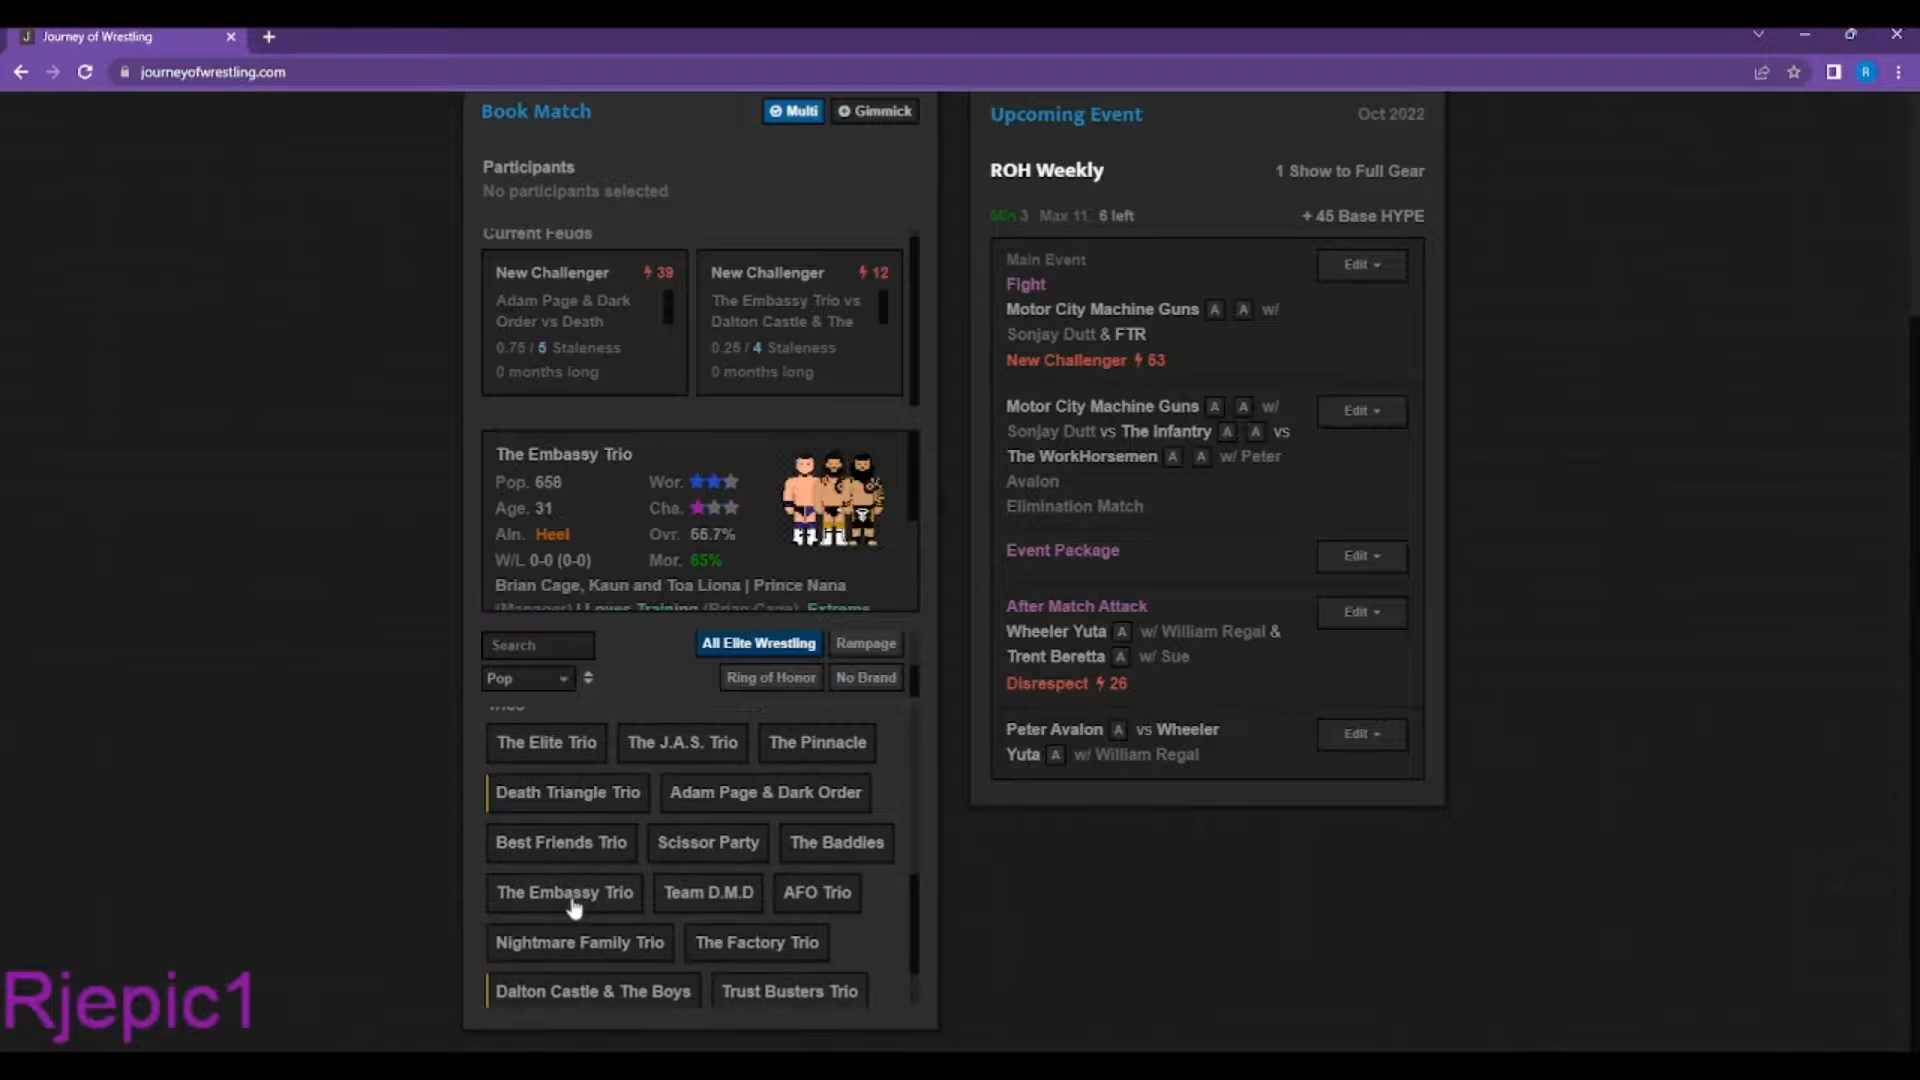 Journey of Wrestling
journeyofwrestling.com
R
Book Match
Multi
Gimmick
Participants
No participants selected
Current Feuds
New Challenger 39
Adam Page & Dark
Order vs Death
0.75 / 5 Staleness
0 months long
New Challenger 12
The Embassy Trio vs
Dalton Castle & The
0.25 / 4 Staleness
0 months long
The Embassy Trio
Pop. 658
Wor.
Age. 31
Cha.
Aln. Heel
Ovr. 55.7%
W/L 0-0 (0-0)
Mor. 65%
Brian Cage, Kaun and Toa Liona | Prince Nana
(Manager) | Loves Training (Brian Cage), Extreme
Search
All Elite Wrestling
Rampage
Pop
Ring of Honor
No Brand
Trios
The Elite Trio
The J.A.S. Trio
The Pinnacle
Death Triangle Trio
Adam Page & Dark Order
Best Friends Trio
Scissor Party
The Baddies
The Embassy Trio
Team D.M.D
AFO Trio
Nightmare Family Trio
The Factory Trio
Dalton Castle & The Boys
Trust Busters Trio
Upcoming Event
Oct 2022
ROH Weekly
1 Show to Full Gear
Min 3 Max 11 6 left
+ 45 Base HYPE
Main Event
Fight
Motor City Machine Guns A A w/
Sonjay Dutt & FTR
New Challenger 53
Edit
Motor City Machine Guns A A w/
Sonjay Dutt vs The Infantry A A vs
The WorkHorsemen A A w/ Peter
Avalon
Elimination Match
Edit
Event Package
Edit
After Match Attack
Wheeler Yuta A w/ William Regal &
Trent Beretta A w/ Sue
Disrespect 26
Edit
Peter Avalon A vs Wheeler
Yuta A w/ William Regal
Edit
Rjepic1